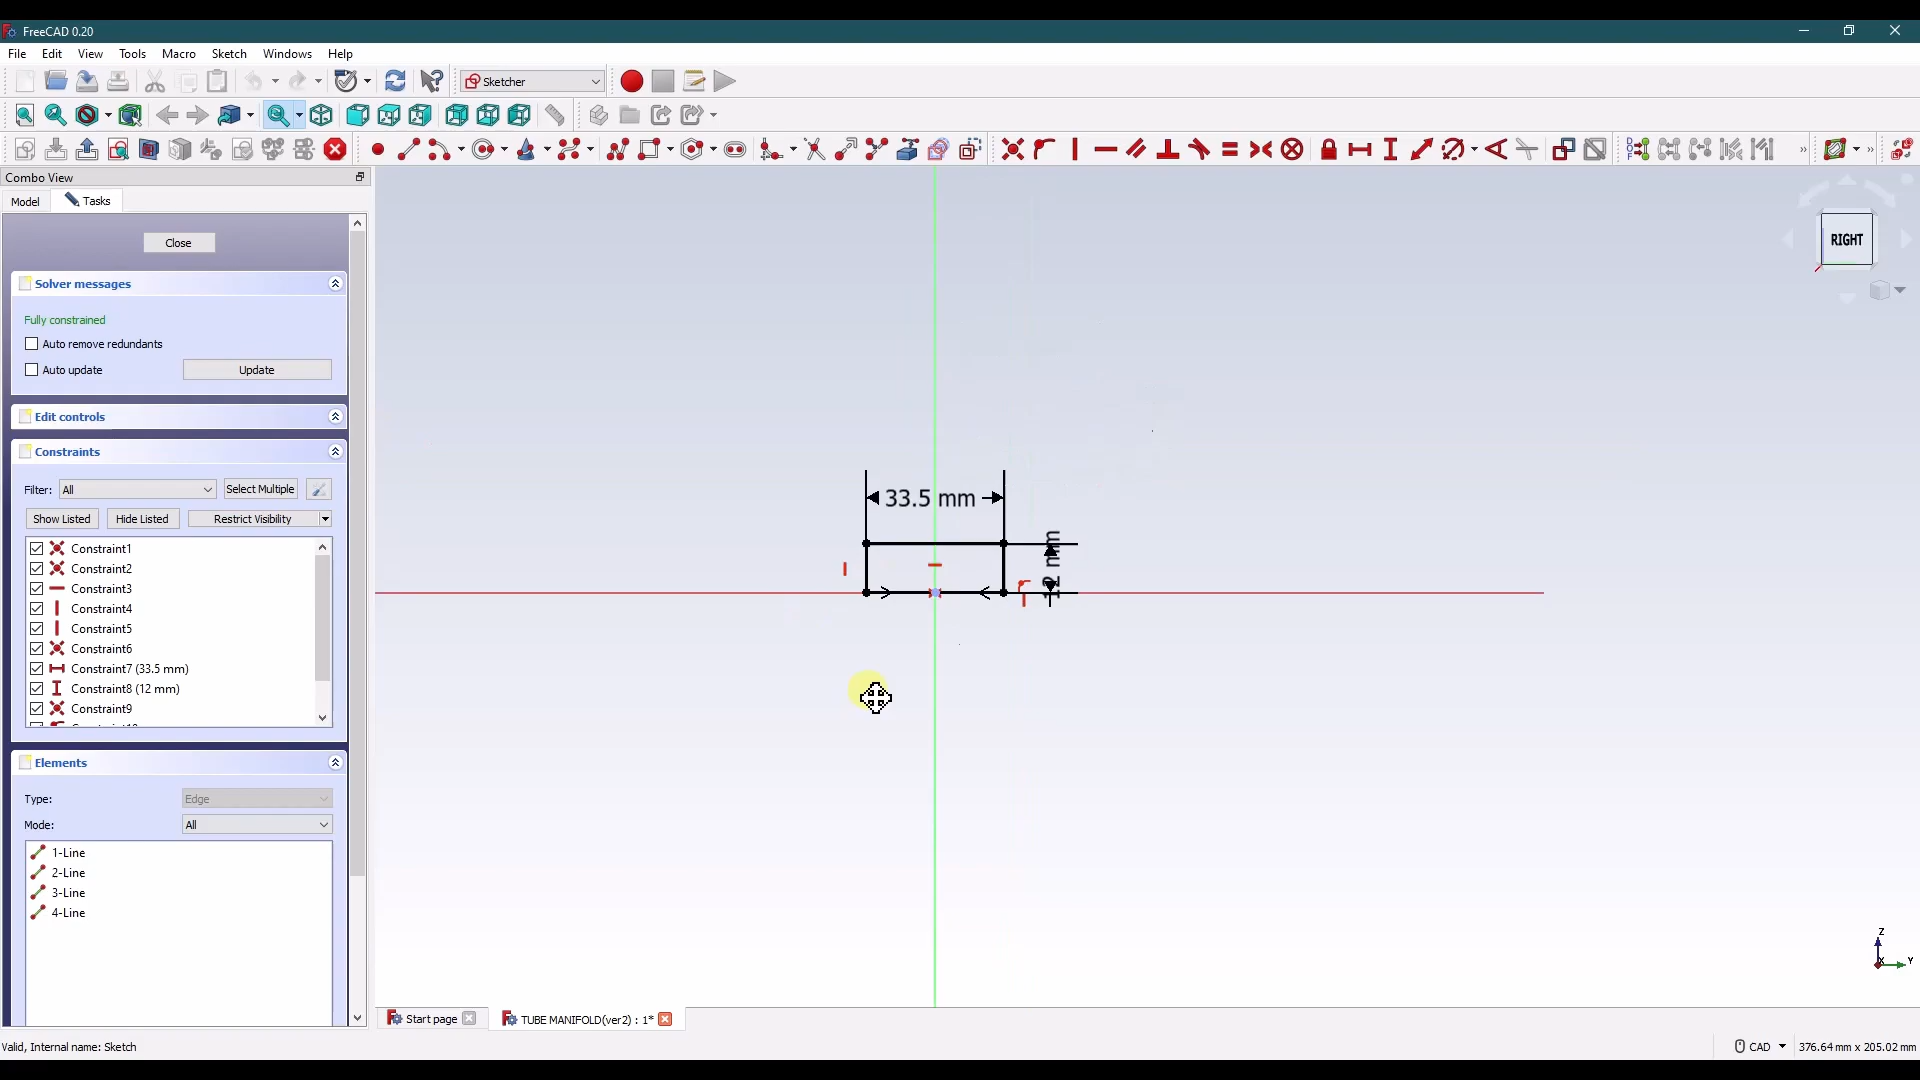 FreeCAD 0.20
File Edit View Tools Macro Sketch Windows Help
Sketcher
Combo View
Model Tasks
Close
Solver messages
Fully constrained
Auto remove redundants
Auto update Update
Edit controls
Constraints
Filter: All Select Multiple
Show Listed Hide Listed Restrict Visibility
Constraint1
Constraint2
Constraint3
Constraint4
Constraint5
Constraint6
Constraint7 (33.5 mm)
Constraint8 (12 mm)
Constraint9
Elements
Type: Edge
Mode: All
1-Line
2-Line
3-Line
4-Line
33.5 mm
12 mm
RIGHT
Z
X
Y
Start page TUBE MANIFOLD(ver2) : 1*
Valid, Internal name: Sketch
CAD 376.64 mm x 205.02 mm